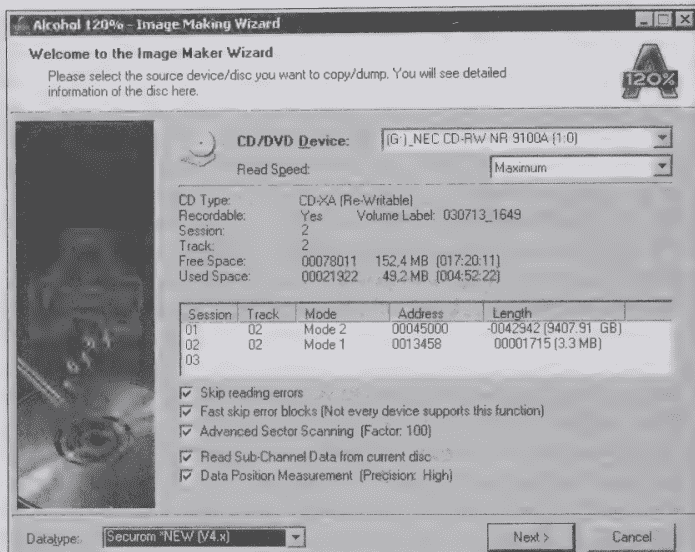 Alcohol 120% - Image Making Wizard
Welcome to the Image Maker Wizard
Please select the source device/disc you want to copy/dump. You will see detailed
information of the disc here.
120%
CD/DVD Device: (G:)_NEC CD-RW NR 9100A (1:0)
Read Speed: Maximum
CD Type: CD-XA (Re-Writable)
Recordable: Yes Volume Label: 030713_1649
Session: 2
Track: 2
Free Space: 00078011 152,4 MB (017:20:11)
Used Space: 00021922 49,2 MB (004:52:22)
Session Track Mode Address Length
01 02 Mode 2 00045000 -0042942 (9407.91 GB)
02 02 Mode 1 0013458 00001715 (3.3 MB)
03
Skip reading errors
Fast skip error blocks (Not every device supports this function)
Advanced Sector Scanning (Factor: 100)
Read Sub-Channel Data from current disc
Data Position Measurement (Precision: High)
Datatype: Securom *NEW (V4.x)
Next > Cancel